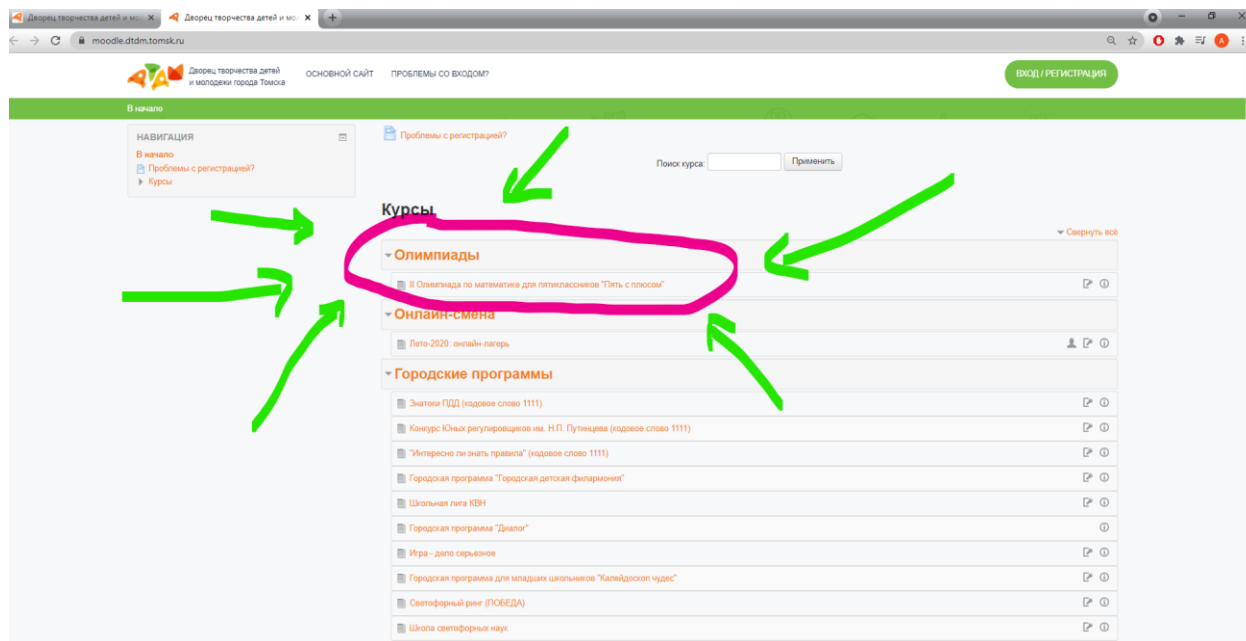 Дворец творчества детей и мо
Дворец творчества детей и мо
moodle.dtdm.tomsk.ru
Дворец творчества детей
и молодежи города Томска
ОСНОВНОЙ САЙТ
ПРОБЛЕМЫ СО ВХОДОМ?
ВХОД / РЕГИСТРАЦИЯ
В начало
НАВИГАЦИЯ
В начало
Проблемы с регистрацией?
Курсы
Проблемы с регистрацией?
Поиск курса:
Применить
Курсы
Свернуть всё
Олимпиады
II Олимпиада по математике для пятиклассников "Пять с плюсом"
Онлайн-смена
Лето-2020: онлайн-лагерь
Городские программы
Знатоки ПДД (кодовое слово 1111)
Конкурс Юных регулировщиков им. Н.П. Путинцева (кодовое слово 1111)
"Интересно ли знать правила" (кодовое слово 1111)
Городская программа "Городская детская филармония"
Школьная лига КВН
Городская программа "Диалог"
Игра - дело серьезное
Городская программа для младших школьников "Калейдоскоп чудес"
Светофорный ринг (ПОБЕДА)
Школа светофорных наук